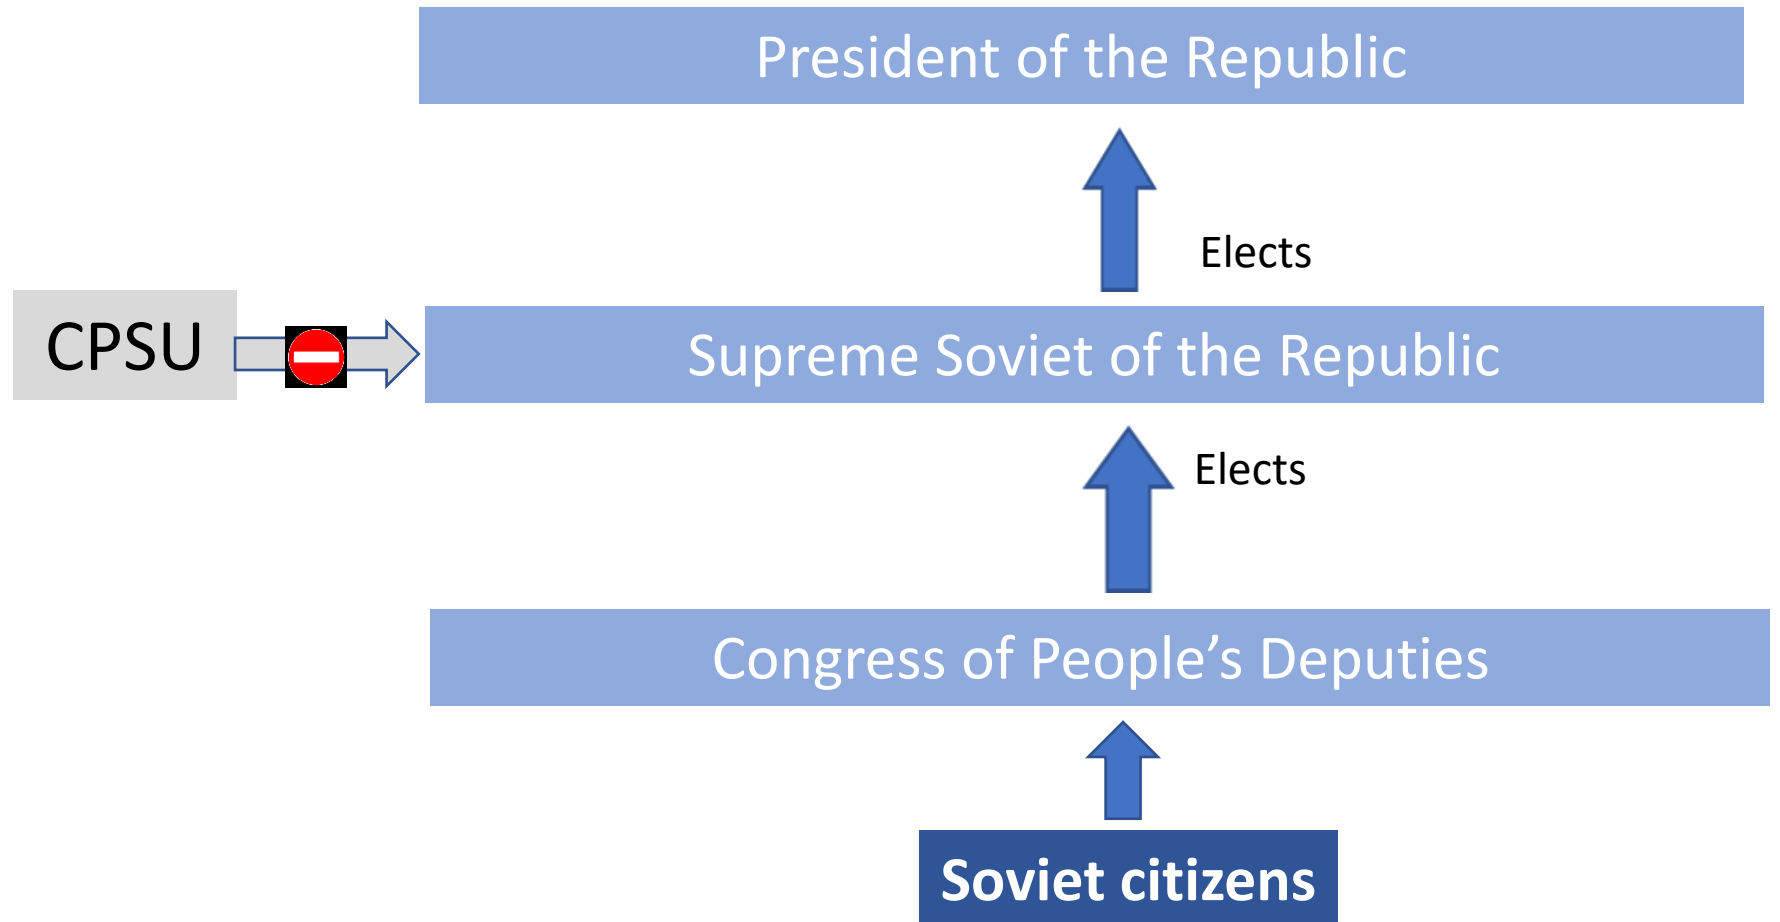 President of the Republic
Elects
CPSU
Supreme Soviet of the Republic
Elects
Congress of People’s Deputies
Soviet citizens